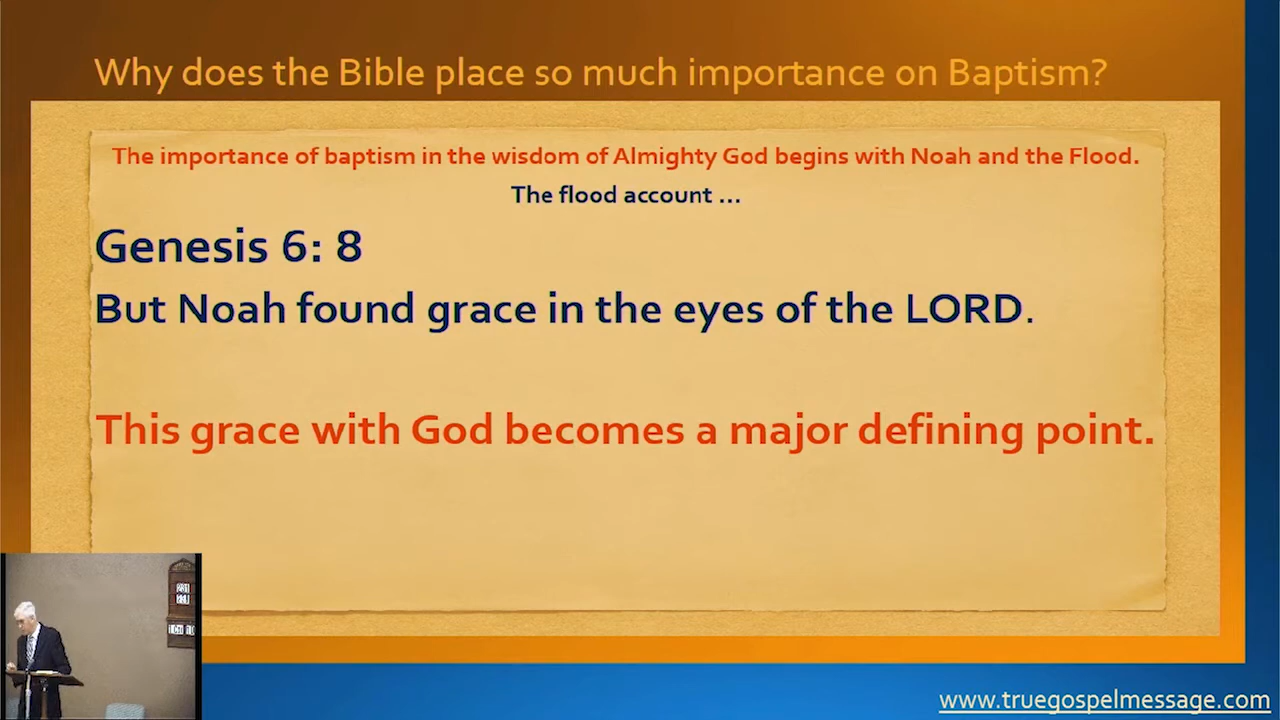 Why does the Bible place so much importance on Baptism?
The importance of baptism in the wisdom of Almighty God begins with Noah and the Flood.
The flood account ...
Genesis 6: 8
But Noah found grace in the eyes of the LORD.
This grace with God becomes a major defining point.
www.truegospelmessage.com